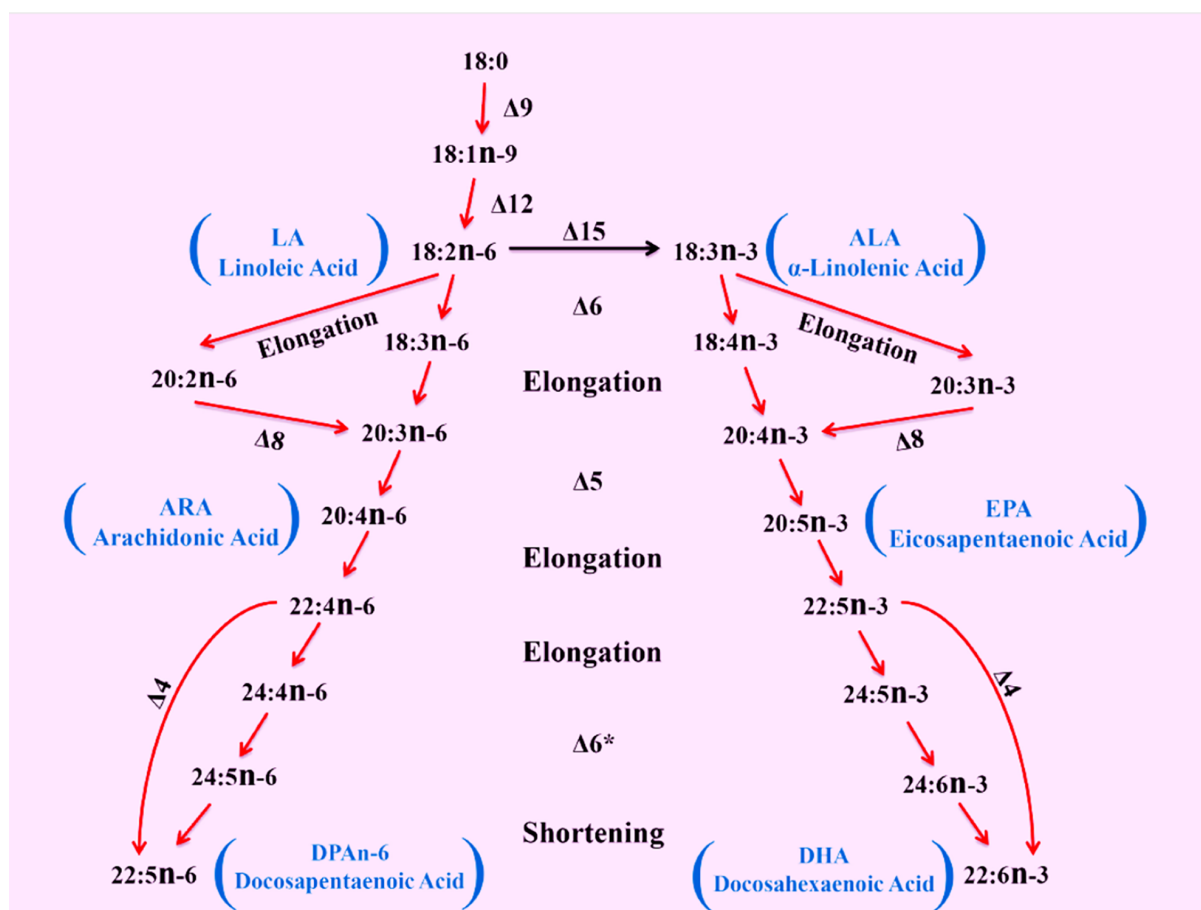 18:0
Δ9
18:1n-9
Δ12
LA
Linoleic Acid
18:2n-6
Δ15
18:3n-3
ALA
α-Linolenic Acid
Δ6
Elongation
18:3n-6
18:4n-3
Elongation
20:2n-6
Elongation
20:3n-3
Δ8
20:3n-6
20:4n-3
Δ8
Δ5
ARA
Arachidonic Acid
20:4n-6
20:5n-3
EPA
Eicosapentaenoic Acid
Elongation
22:4n-6
22:5n-3
Elongation
Δ4
24:4n-6
24:5n-3
Δ4
Δ6*
24:5n-6
24:6n-3
Shortening
22:5n-6
DPAn-6
Docosapentaenoic Acid
DHA
Docosahexaenoic Acid
22:6n-3